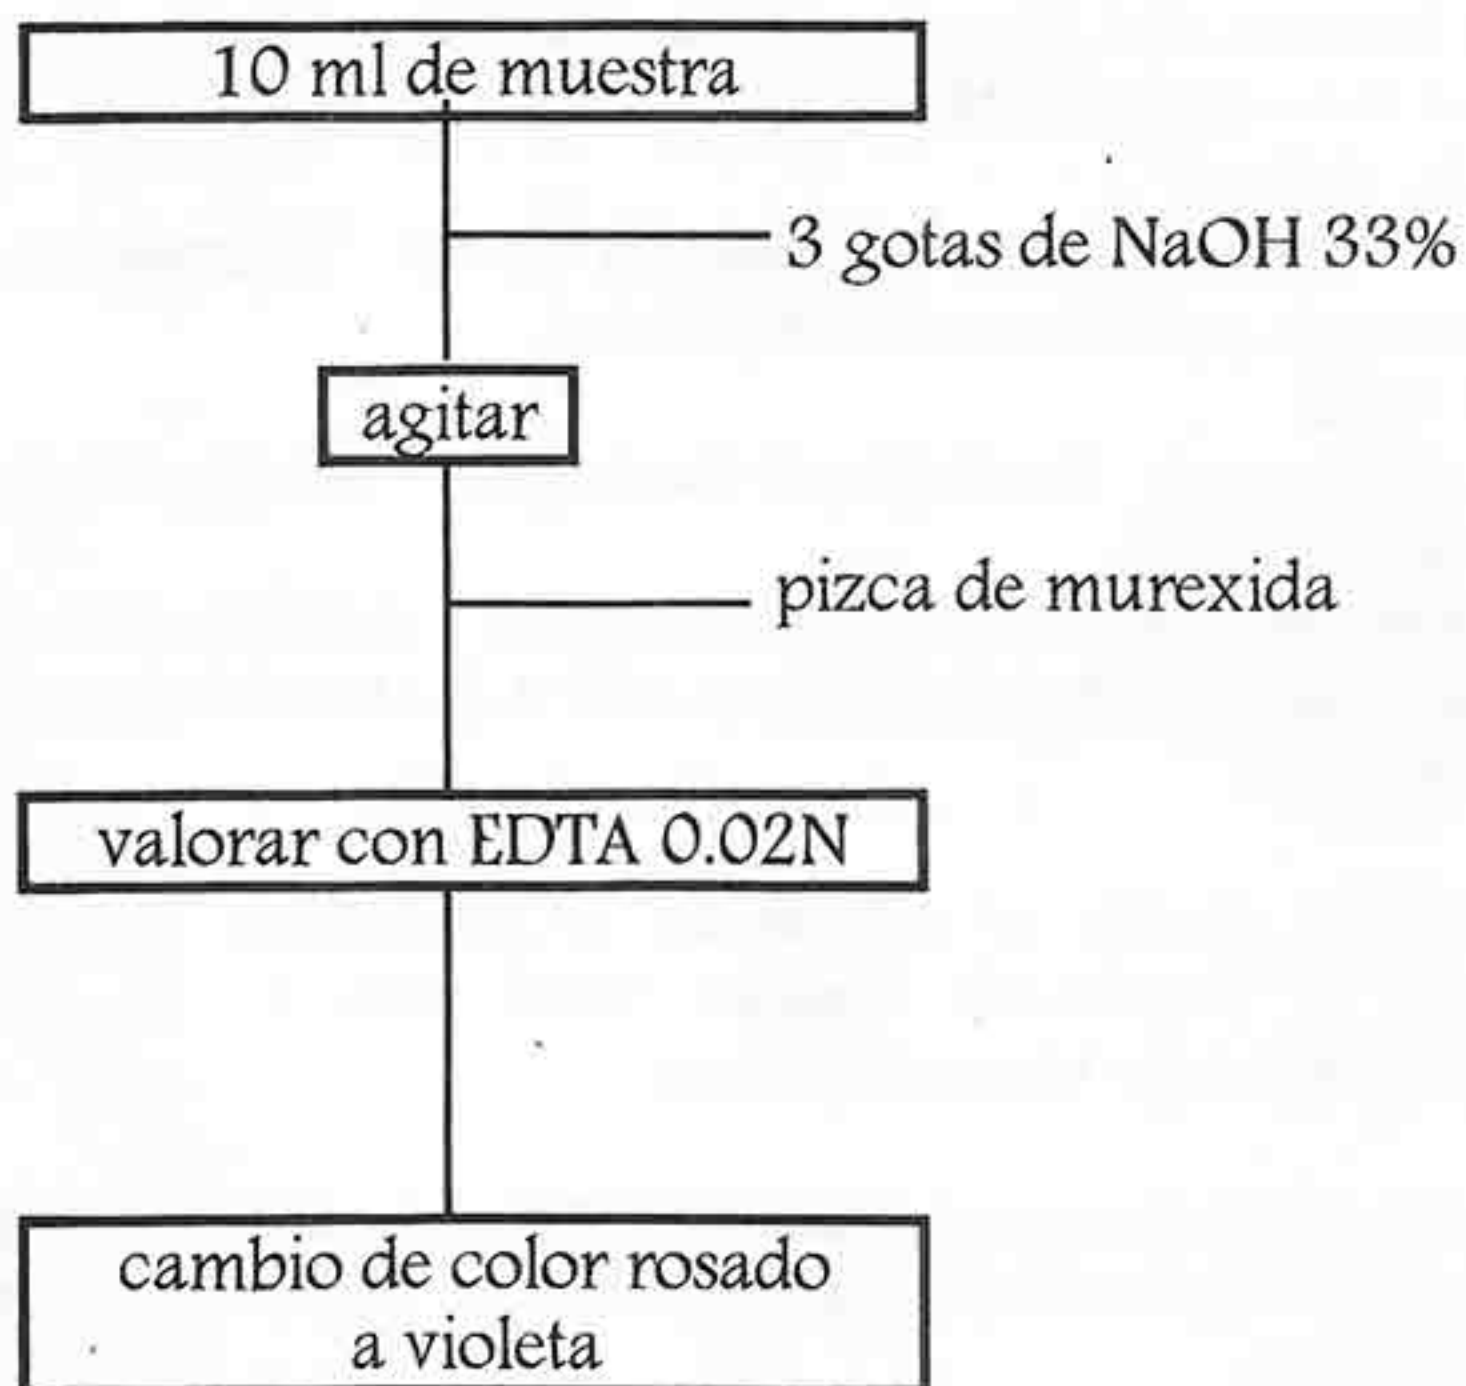 10 ml de muestra
3 gotas de NaOH 33%
agitar
pizca de murexida
valorar con EDTA 0.02N
cambio de color rosado
a violeta